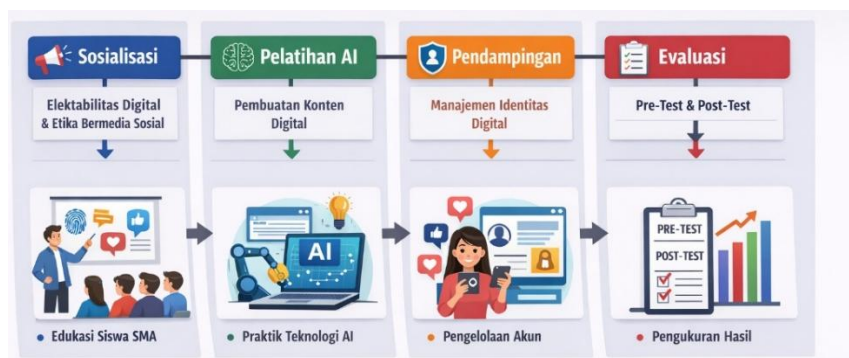 Sosialisasi
Elektabilitas Digital
& Etika Bermedia Sosial
• Edukasi Siswa SMA
Pelatihan AI
Pembuatan Konten
Digital
AI
• Praktik Teknologi AI
Pendampingan
Manajemen Identitas
Digital
• Pengelolaan Akun
Evaluasi
Pre-Test & Post-Test
PRE-TEST
POST-TEST
• Pengukuran Hasil